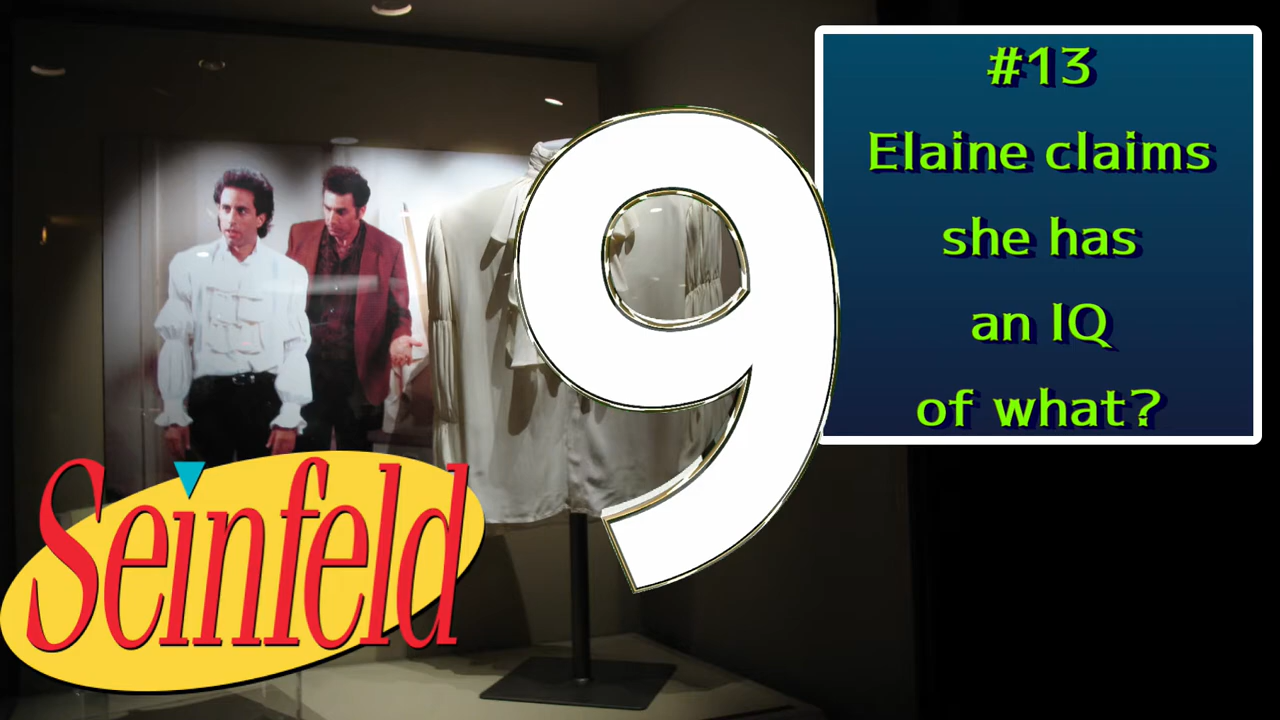 #13
Elaine claims
she has
an IQ
of what?
9
Seinfeld